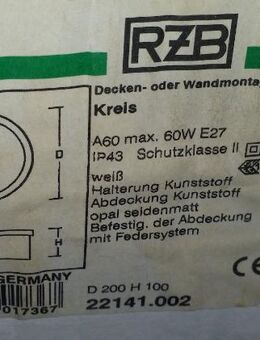 RZB
Decken- oder Wandmontag
Kreis
A60 max. 60W E27
IP43 Schutzklasse II
weiß
Halterung Kunststoff
Abdeckung Kunststoff
opal seidenmatt
Befestig. der Abdeckung
mit Federsystem
D
H
GERMANY
017367
D 200 H 100
22141.002
CE